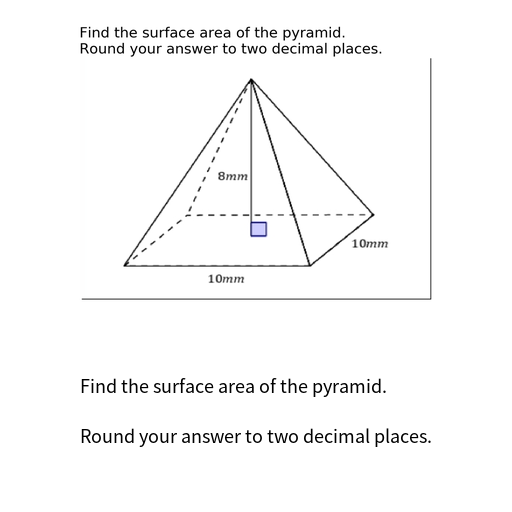 Find the surface area of the pyramid.
Round your answer to two decimal places.
8mm
10mm
10mm
Find the surface area of the pyramid.
Round your answer to two decimal places.